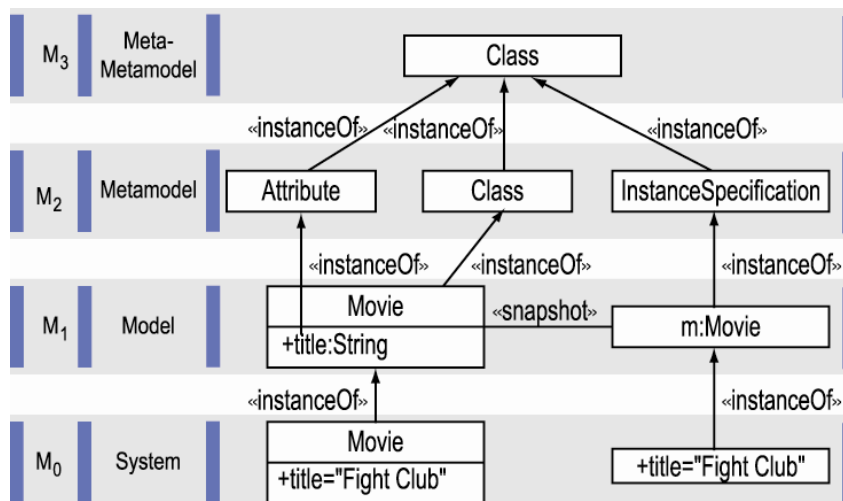 M3
Meta-
Metamodel
Class
«instanceOf»
«instanceOf»
«instanceOf»
M2
Metamodel
Attribute
Class
InstanceSpecification
«instanceOf»
«instanceOf»
«instanceOf»
M1
Model
Movie
+title:String
«snapshot»
m:Movie
«instanceOf»
«instanceOf»
M0
System
Movie
+title="Fight Club"
+title="Fight Club"